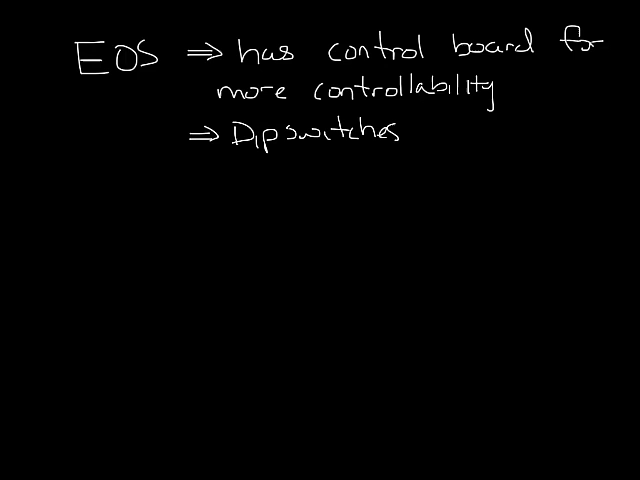 EOS ⇒ has control board for
more controllability
⇒ Dipswitches